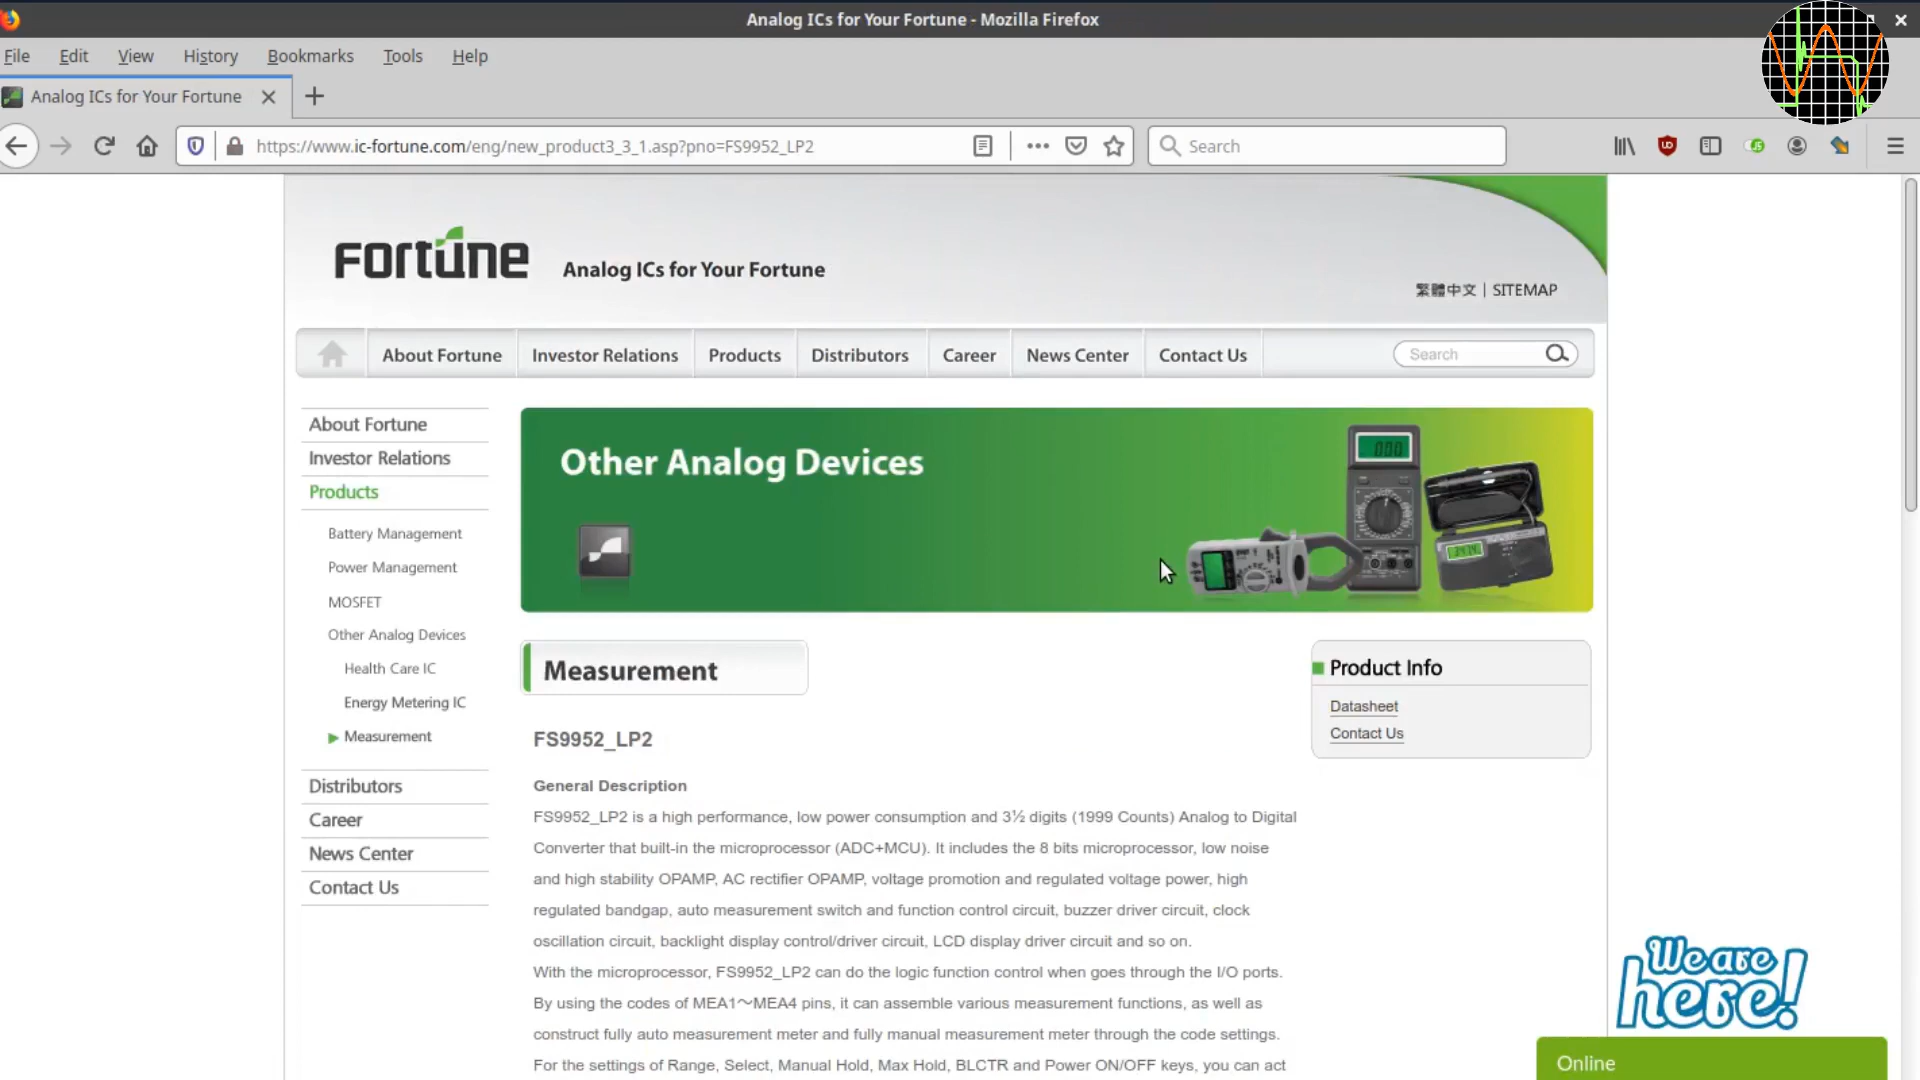 Analog ICs for Your Fortune - Mozilla Firefox
File Edit View History Bookmarks Tools Help
Analog ICs for Your Fortune
https://www.ic-fortune.com/eng/new_product3_3_1.asp?pno=FS9952_LP2
Search
Fortune
Analog ICs for Your Fortune
繁體中文 | SITEMAP
About Fortune Investor Relations Products Distributors Career News Center Contact Us
Search
About Fortune
Investor Relations
Products
Battery Management
Power Management
MOSFET
Other Analog Devices
Health Care IC
Energy Metering IC
Measurement
Distributors
Career
News Center
Contact Us
Other Analog Devices
Measurement
FS9952_LP2
General Description
FS9952_LP2 is a high performance, low power consumption and 3½ digits (1999 Counts) Analog to Digital
Converter that built-in the microprocessor (ADC+MCU). It includes the 8 bits microprocessor, low noise
and high stability OPAMP, AC rectifier OPAMP, voltage promotion and regulated voltage power, high
regulated bandgap, auto measurement switch and function control circuit, buzzer driver circuit, clock
oscillation circuit, backlight display control/driver circuit, LCD display driver circuit and so on.
With the microprocessor, FS9952_LP2 can do the logic function control when goes through the I/O ports.
By using the codes of MEA1～MEA4 pins, it can assemble various measurement functions, as well as
construct fully auto measurement meter and fully manual measurement meter through the code settings.
For the settings of Range, Select, Manual Hold, Max Hold, BLCTR and Power ON/OFF keys, you can act
Product Info
Datasheet
Contact Us
We are
here!
Online